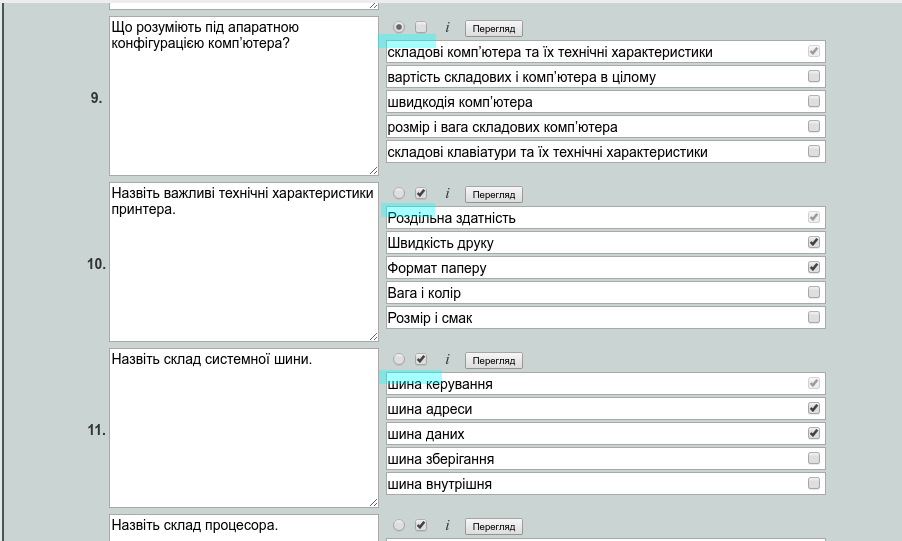 Що розуміють під апаратною
конфігурацією комп’ютера?
i
Перегляд
складові комп’ютера та їх технічні характеристики
вартість складових і комп’ютера в цілому
9.
швидкодія комп’ютера
розмір і вага складових комп’ютера
складові клавіатури та їх технічні характеристики
Назвіть важливі технічні характеристики
принтера.
i
Перегляд
Роздільна здатність
Швидкість друку
10.
Формат паперу
Вага і колір
Розмір і смак
Назвіть склад системної шини.
i
Перегляд
шина керування
шина адреси
11.
шина даних
шина зберігання
шина внутрішня
Назвіть склад процесора.
i
Перегляд